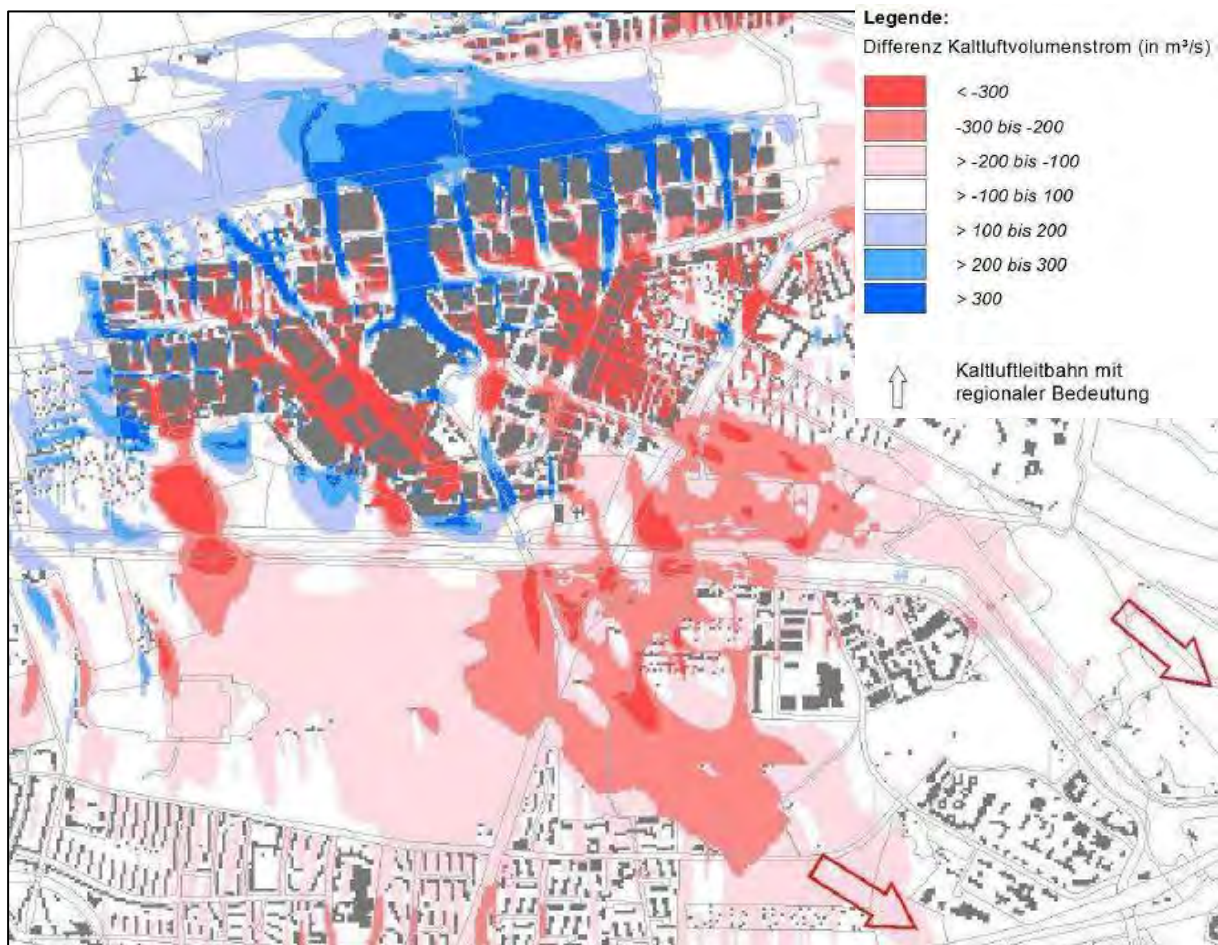 Legende:
Differenz Kaltluftvolumenstrom (in m³/s)
< -300
-300 bis -200
> -200 bis -100
> -100 bis 100
> 100 bis 200
> 200 bis 300
> 300
Kaltluftleitbahn mit
regionaler Bedeutung